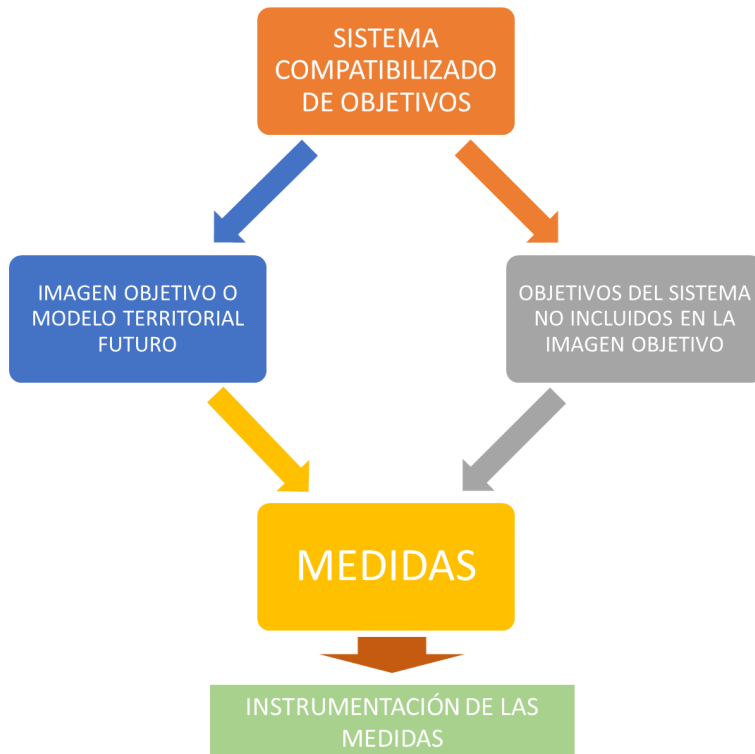 SISTEMA
COMPATIBILIZADO
DE OBJETIVOS
IMAGEN OBJETIVO O
MODELO TERRITORIAL
FUTURO
OBJETIVOS DEL SISTEMA
NO INCLUIDOS EN LA
IMAGEN OBJETIVO
MEDIDAS
INSTRUMENTACIÓN DE LAS
MEDIDAS